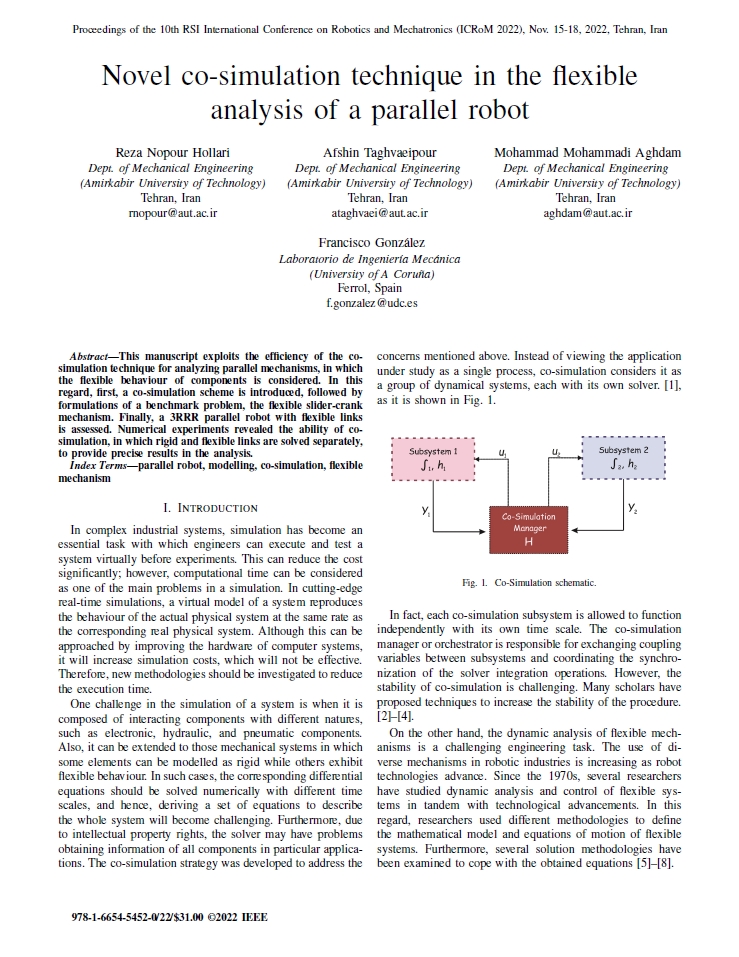 Proceedings of the 10th RSI International Conference on Robotics and Mechatronics (ICRoM 2022), Nov. 15-18, 2022, Tehran, Iran
Novel co-simulation technique in the flexible
analysis of a parallel robot
Reza Nopour Hollari
Dept. of Mechanical Engineering
(Amirkabir University of Technology)
Tehran, Iran
rnopour@aut.ac.ir
Afshin Taghvaeipour
Dept. of Mechanical Engineering
(Amirkabir University of Technology)
Tehran, Iran
ataghvaei@aut.ac.ir
Mohammad Mohammadi Aghdam
Dept. of Mechanical Engineering
(Amirkabir University of Technology)
Tehran, Iran
aghdam@aut.ac.ir
Francisco González
Laboratorio de Ingeniería Mecánica
(University of A Coruña)
Ferrol, Spain
f.gonzalez@udc.es
Abstract—This manuscript exploits the efficiency of the co-
simulation technique for analyzing parallel mechanisms, in which
the flexible behaviour of components is considered. In this
regard, first, a co-simulation scheme is introduced, followed by
formulations of a benchmark problem, the flexible slider-crank
mechanism. Finally, a 3RRR parallel robot with flexible links
is assessed. Numerical experiments revealed the ability of co-
simulation, in which rigid and flexible links are solved separately,
to provide precise results in the analysis.
Index Terms—parallel robot, modelling, co-simulation, flexible
mechanism
I. INTRODUCTION
In complex industrial systems, simulation has become an
essential task with which engineers can execute and test a
system virtually before experiments. This can reduce the cost
significantly; however, computational time can be considered
as one of the main problems in a simulation. In cutting-edge
real-time simulations, a virtual model of a system reproduces
the behaviour of the actual physical system at the same rate as
the corresponding real physical system. Although this can be
approached by improving the hardware of computer systems,
it will increase simulation costs, which will not be effective.
Therefore, new methodologies should be investigated to reduce
the execution time.
One challenge in the simulation of a system is when it is
composed of interacting components with different natures,
such as electronic, hydraulic, and pneumatic components.
Also, it can be extended to those mechanical systems in which
some elements can be modelled as rigid while others exhibit
flexible behaviour. In such cases, the corresponding differential
equations should be solved numerically with different time
scales, and hence, deriving a set of equations to describe
the whole system will become challenging. Furthermore, due
to intellectual property rights, the solver may have problems
obtaining information of all components in particular applica-
tions. The co-simulation strategy was developed to address the
concerns mentioned above. Instead of viewing the application
under study as a single process, co-simulation considers it as
a group of dynamical systems, each with its own solver. [1],
as it is shown in Fig. 1.
Subsystem 1
∫₁, h₁
u₁
u₂
Subsystem 2
∫₂, h₂
Y₁
Co-Simulation
Manager
H
Y₂
Fig. 1. Co-Simulation schematic.
In fact, each co-simulation subsystem is allowed to function
independently with its own time scale. The co-simulation
manager or orchestrator is responsible for exchanging coupling
variables between subsystems and coordinating the synchro-
nization of the solver integration operations. However, the
stability of co-simulation is challenging. Many scholars have
proposed techniques to increase the stability of the procedure.
[2]–[4].
On the other hand, the dynamic analysis of flexible mech-
anisms is a challenging engineering task. The use of di-
verse mechanisms in robotic industries is increasing as robot
technologies advance. Since the 1970s, several researchers
have studied dynamic analysis and control of flexible sys-
tems in tandem with technological advancements. In this
regard, researchers used different methodologies to define
the mathematical model and equations of motion of flexible
systems. Furthermore, several solution methodologies have
been examined to cope with the obtained equations [5]–[8].
978-1-6654-5452-0/22/$31.00 ©2022 IEEE